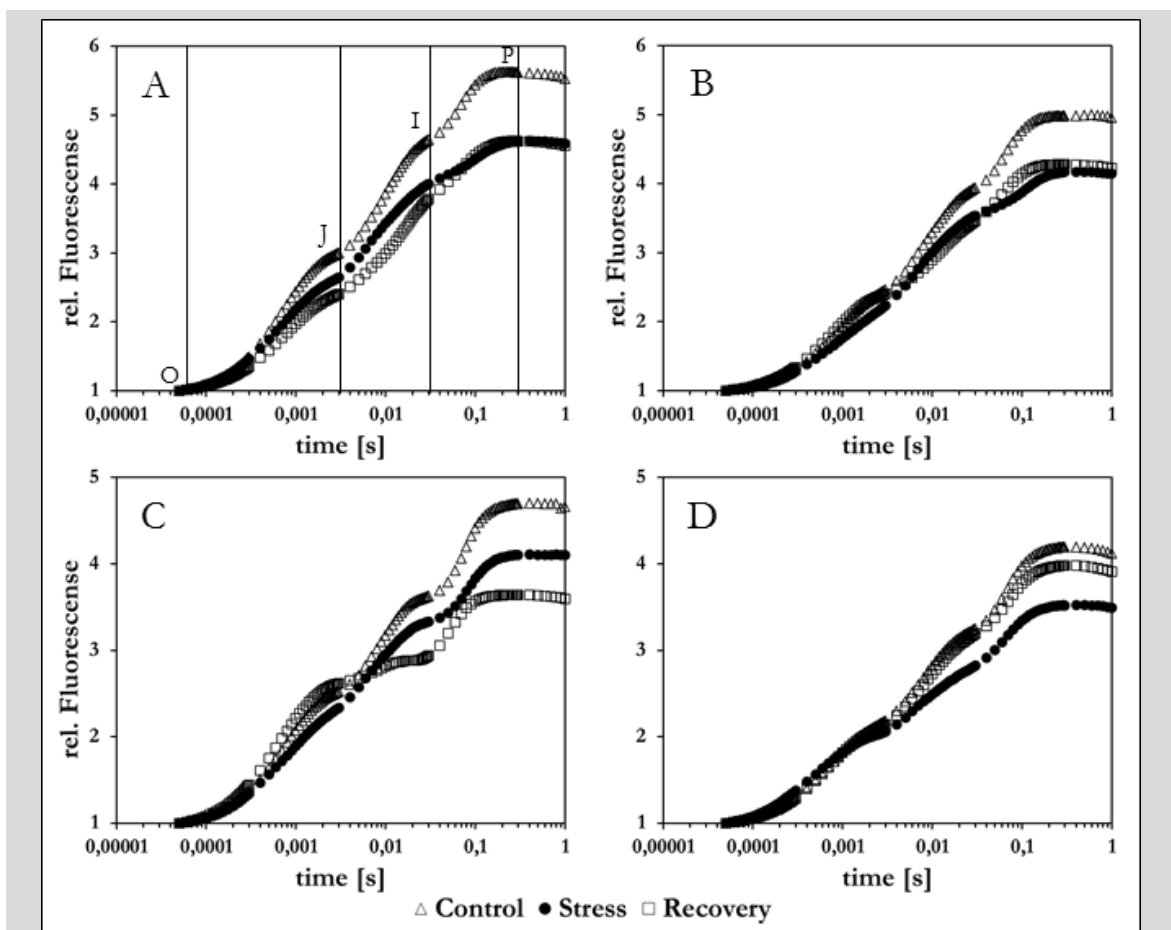 6
5
4
3
2
1
A
O
J
I
P
rel. Fluorescense
0,00001 0,0001 0,001 0,01 0,1 1
time [s]
6
5
4
3
2
1
B
rel. Fluorescense
0,00001 0,0001 0,001 0,01 0,1 1
time [s]
5
4
3
2
1
C
rel. Fluorescense
0,00001 0,0001 0,001 0,01 0,1 1
time [s]
5
4
3
2
1
D
0,00001 0,0001 0,001 0,01 0,1 1
time [s]
△ Control ● Stress □ Recovery